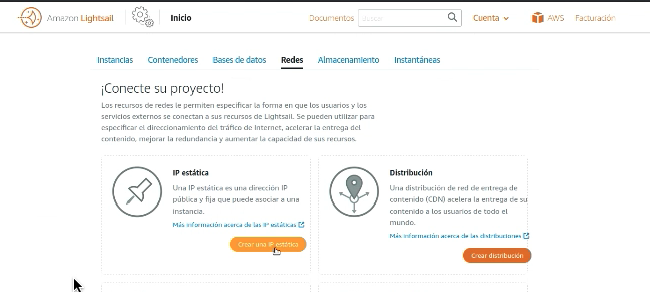 Amazon Lightsail
Inicio
Documentos
Buscar
Cuenta
AWS
Facturación
Instancias
Contenedores
Bases de datos
Redes
Almacenamiento
Instantáneas
¡Conecte su proyecto!
Los recursos de redes le permiten especificar la forma en que los usuarios y los
servicios externos se conectan a sus recursos de Lightsail. Se pueden utilizar para
especificar el direccionamiento del tráfico de Internet, acelerar la entrega del
contenido, mejorar la redundancia y aumentar la capacidad de sus recursos.
IP estática
Una IP estática es una dirección IP
pública y fija que puede asociar a una
instancia.
Más información acerca de las IP estáticas
Crear una IP estática
Distribución
Una distribución de red de entrega de
contenido (CDN) acelera la entrega de su
contenido a los usuarios de todo el
mundo.
Más información acerca de las distribuciones
Crear distribución